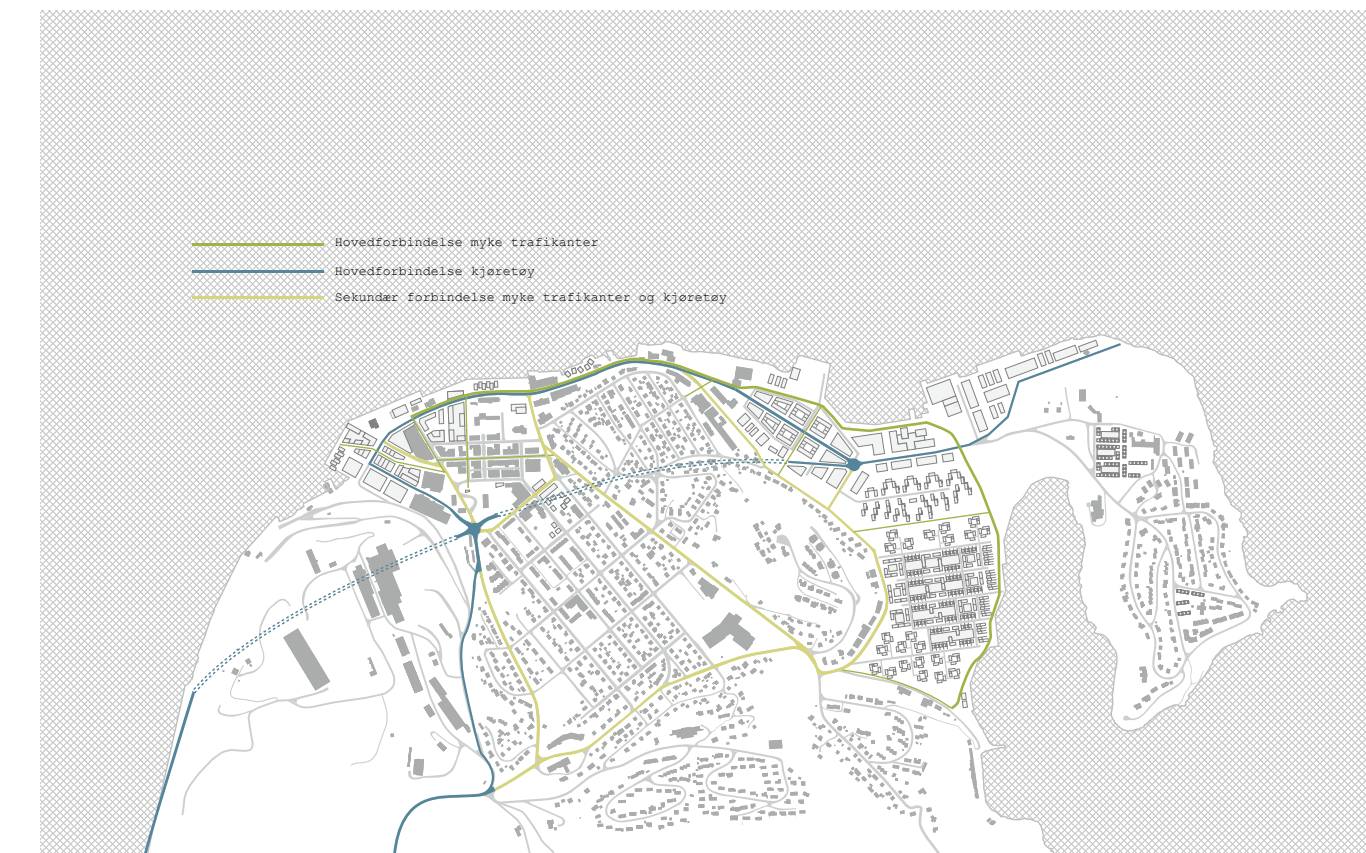 Hovedforbindelse myke trafikanter
Hovedforbindelse kjøretøy
Sekundær forbindelse myke trafikanter og kjøretøy